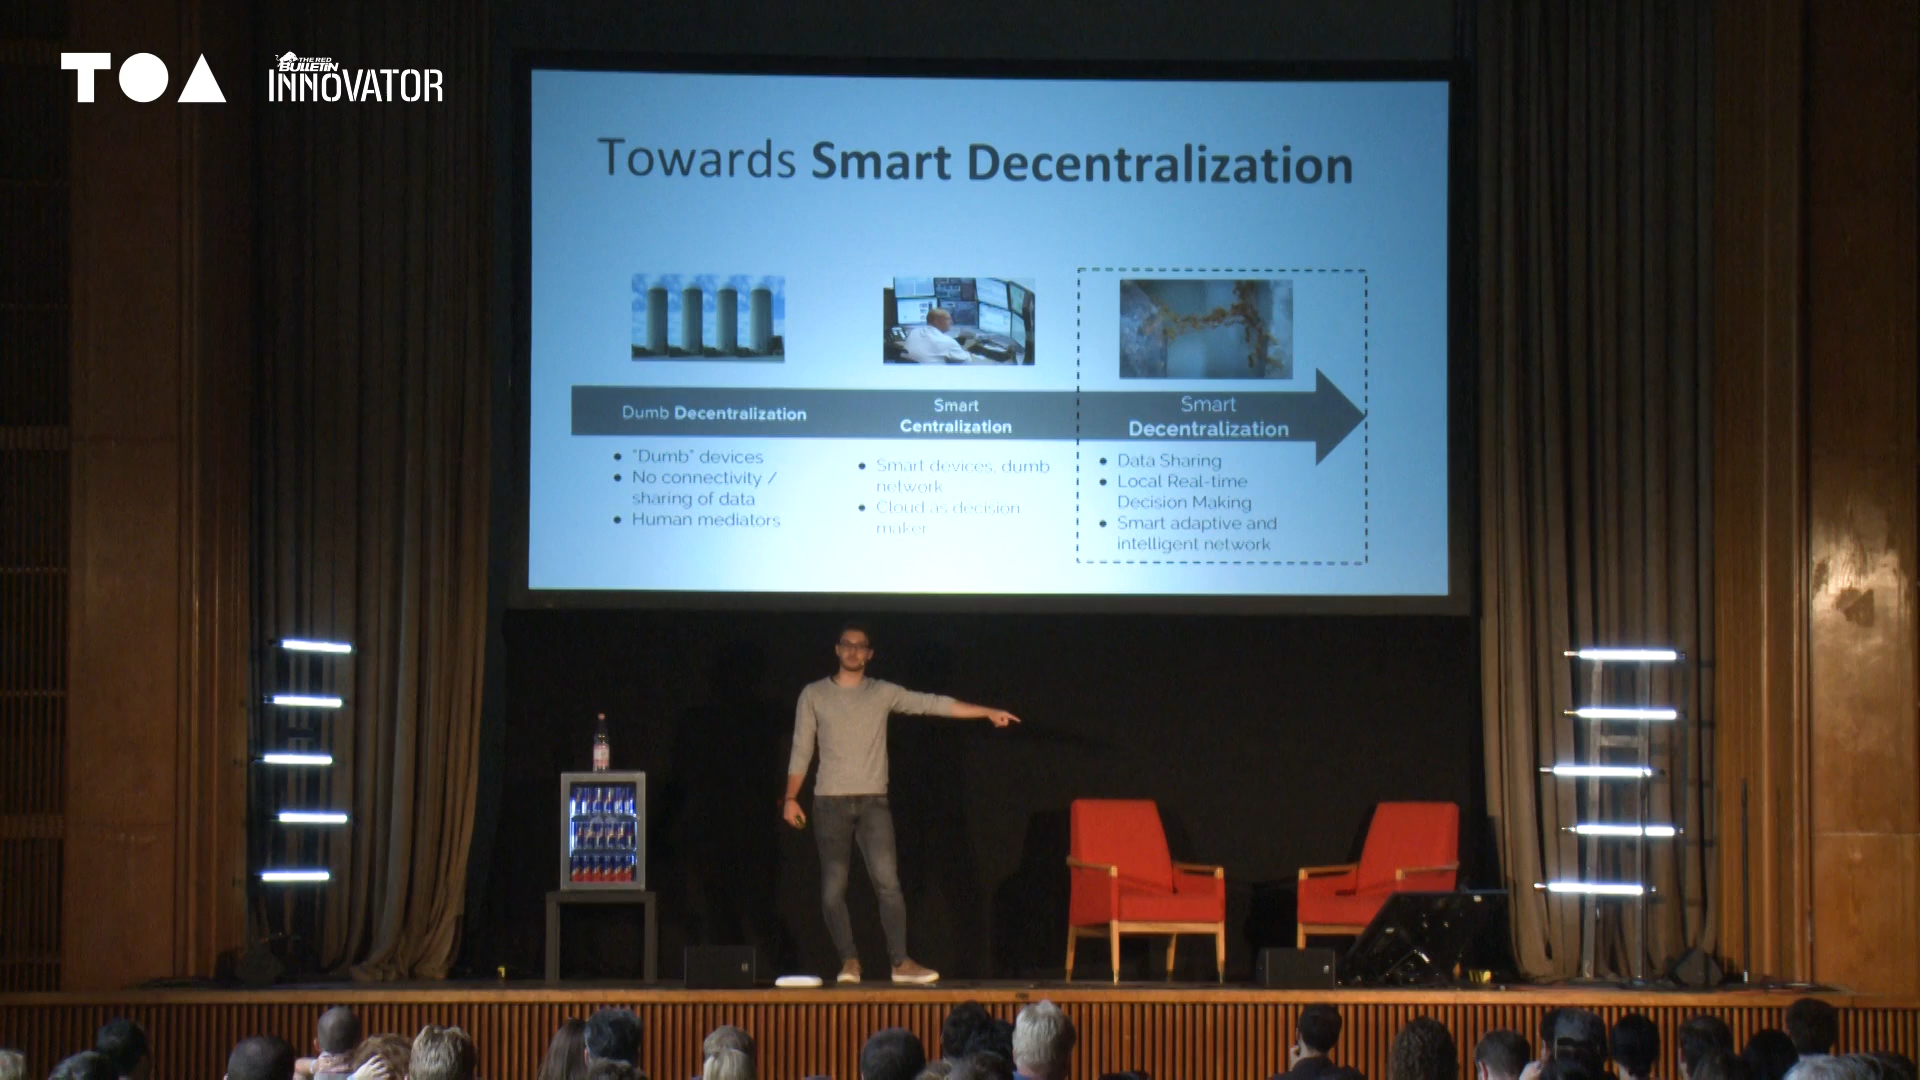 TOA
THE RED
BULLETIN
INNOVATOR
Towards Smart Decentralization
Dumb Decentralization
• "Dumb" devices
• No connectivity /
sharing of data
• Human mediators
Smart
Centralization
• Smart devices, dumb
network
• Cloud as decision
maker
Smart
Decentralization
• Data Sharing
• Local Real-time
Decision Making
• Smart adaptive and
intelligent network